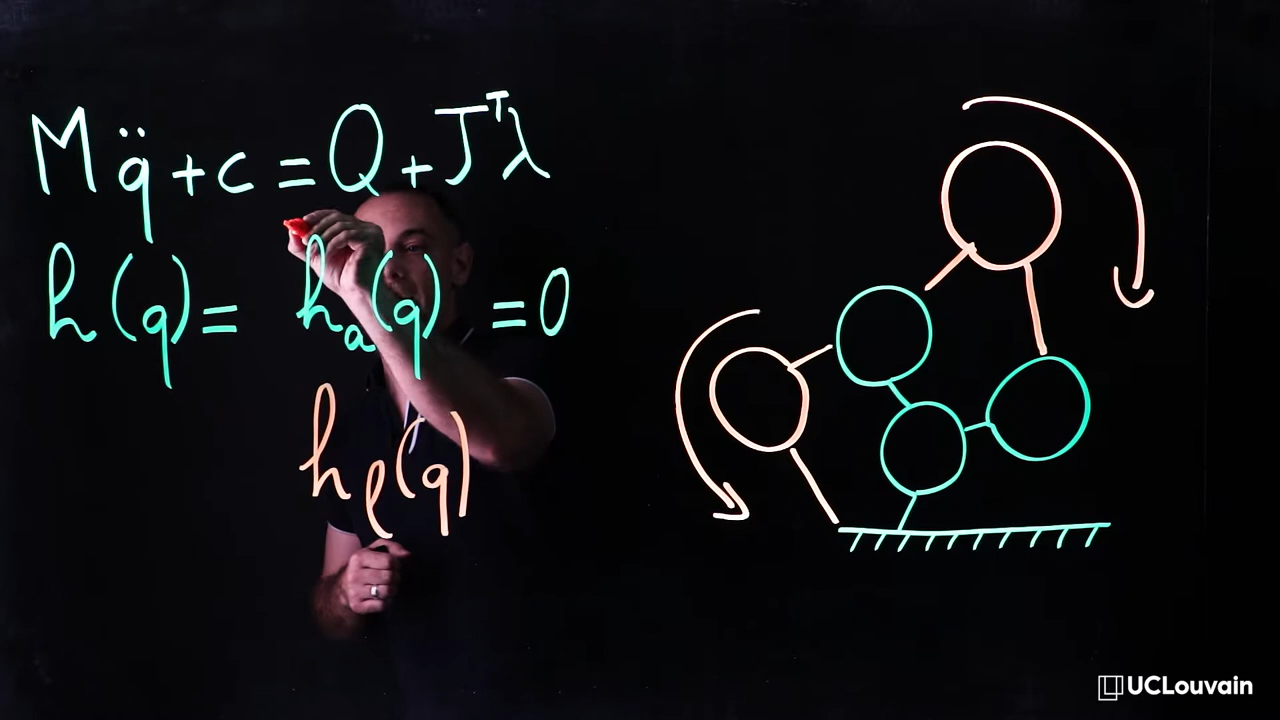 Mq̈ + c = Q + Jᵀλ
h(q) = hₐ(q) = 0
hₗ(q)
UCLouvain